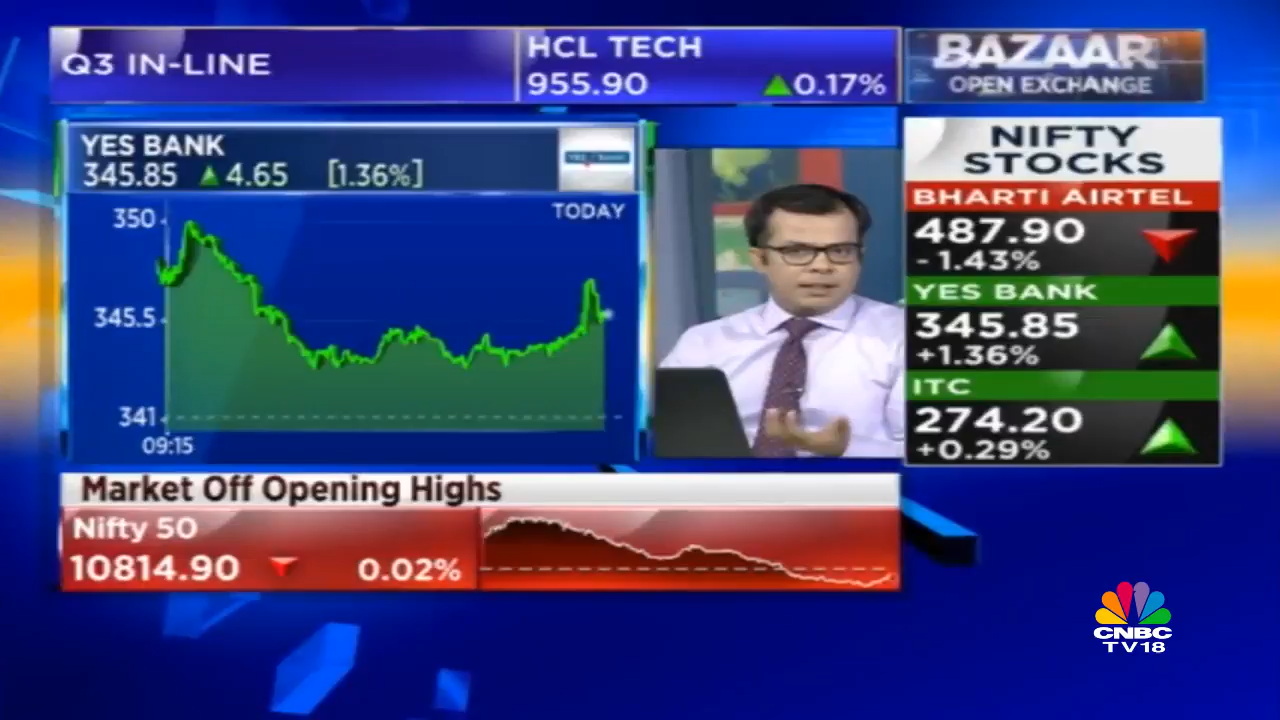 Q3 IN-LINE
HCL TECH
955.90 0.17%
BAZAAR
OPEN EXCHANGE
YES BANK
345.85 4.65 [1.36%]
TODAY
350
345.5
341
09:15
NIFTY
STOCKS
BHARTI AIRTEL
487.90
-1.43%
YES BANK
345.85
+1.36%
ITC
274.20
+0.29%
Market Off Opening Highs
Nifty 50
10814.90 0.02%
CNBC
TV18